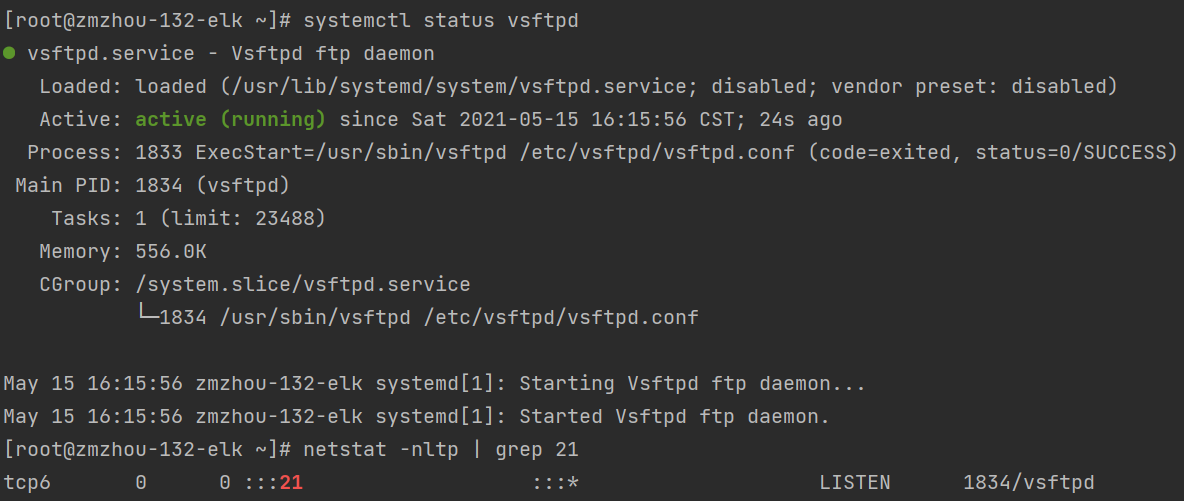 [root@zmzhou-132-elk ~]# systemctl status vsftpd
● vsftpd.service - Vsftpd ftp daemon
   Loaded: loaded (/usr/lib/systemd/system/vsftpd.service; disabled; vendor preset: disabled)
   Active: active (running) since Sat 2021-05-15 16:15:56 CST; 24s ago
  Process: 1833 ExecStart=/usr/sbin/vsftpd /etc/vsftpd/vsftpd.conf (code=exited, status=0/SUCCESS)
 Main PID: 1834 (vsftpd)
    Tasks: 1 (limit: 23488)
   Memory: 556.0K
   CGroup: /system.slice/vsftpd.service
           └─1834 /usr/sbin/vsftpd /etc/vsftpd/vsftpd.conf

May 15 16:15:56 zmzhou-132-elk systemd[1]: Starting Vsftpd ftp daemon...
May 15 16:15:56 zmzhou-132-elk systemd[1]: Started Vsftpd ftp daemon.
[root@zmzhou-132-elk ~]# netstat -nltp | grep 21
tcp6       0      0 :::21                   :::*                    LISTEN      1834/vsftpd